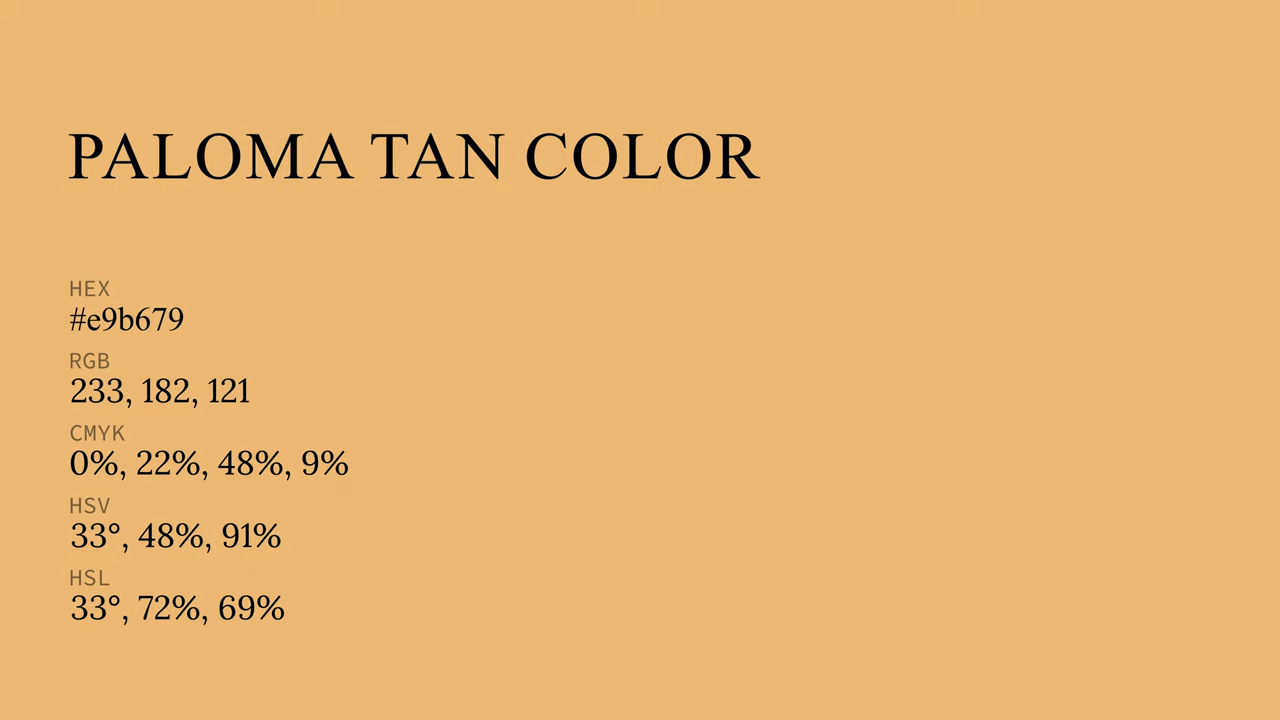 PALOMA TAN COLOR
HEX
#e9b679
RGB
233, 182, 121
CMYK
0%, 22%, 48%, 9%
HSV
33°, 48%, 91%
HSL
33°, 72%, 69%